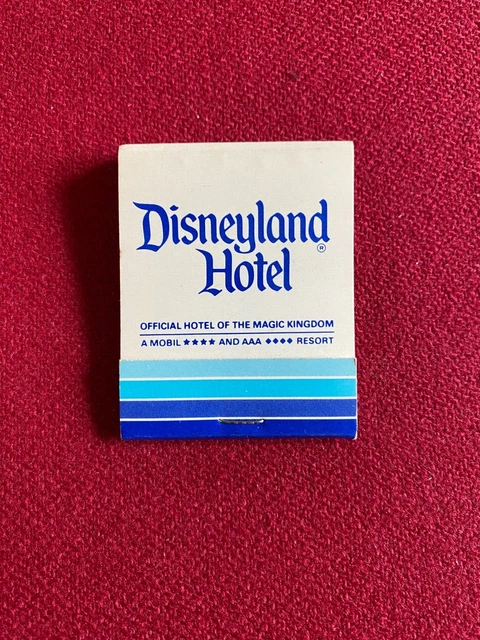 Disneyland®
Hotel
OFFICIAL HOTEL OF THE MAGIC KINGDOM
A MOBIL ★★★★ AND AAA ◆◆◆◆ RESORT